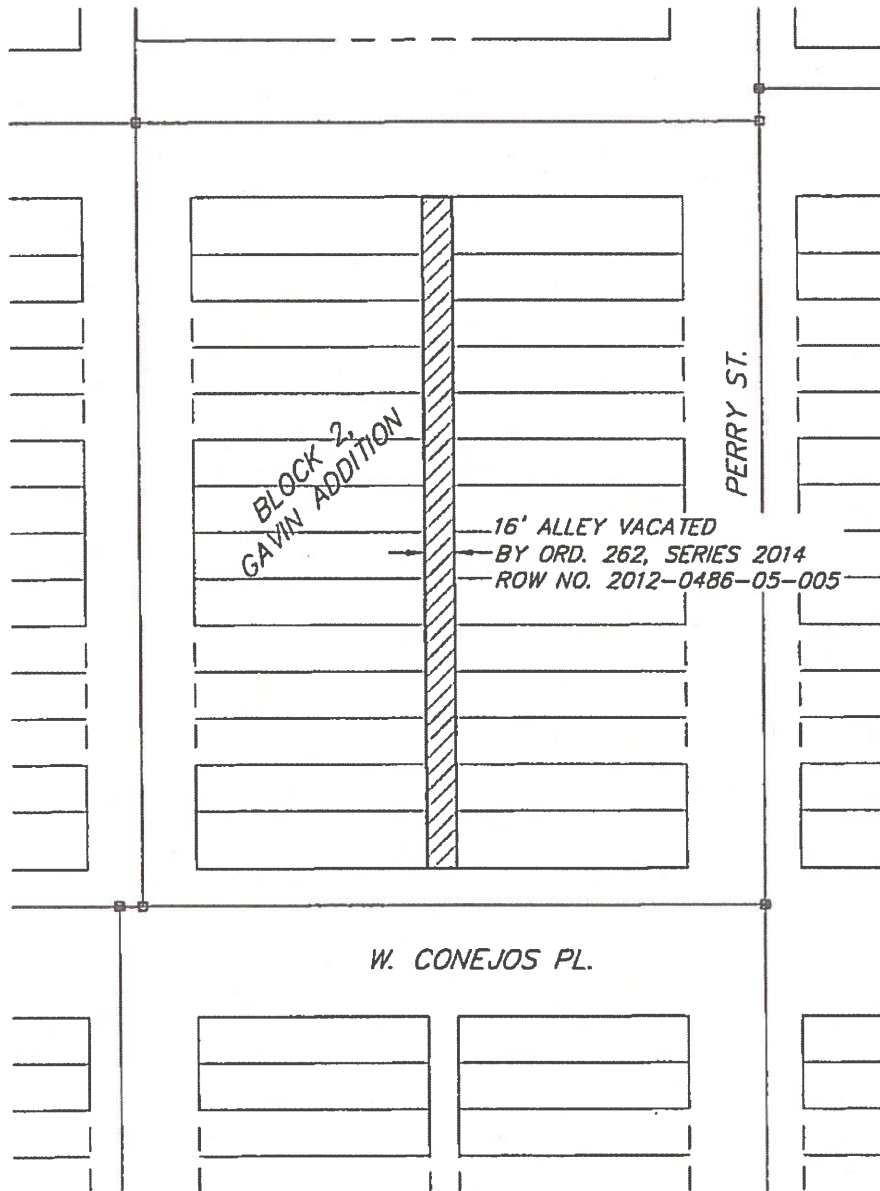 BLOCK 2,
GAVIN ADDITION
PERRY ST.
16' ALLEY VACATED
BY ORD. 262, SERIES 2014
ROW NO. 2012-0486-05-005
W. CONEJOS PL.